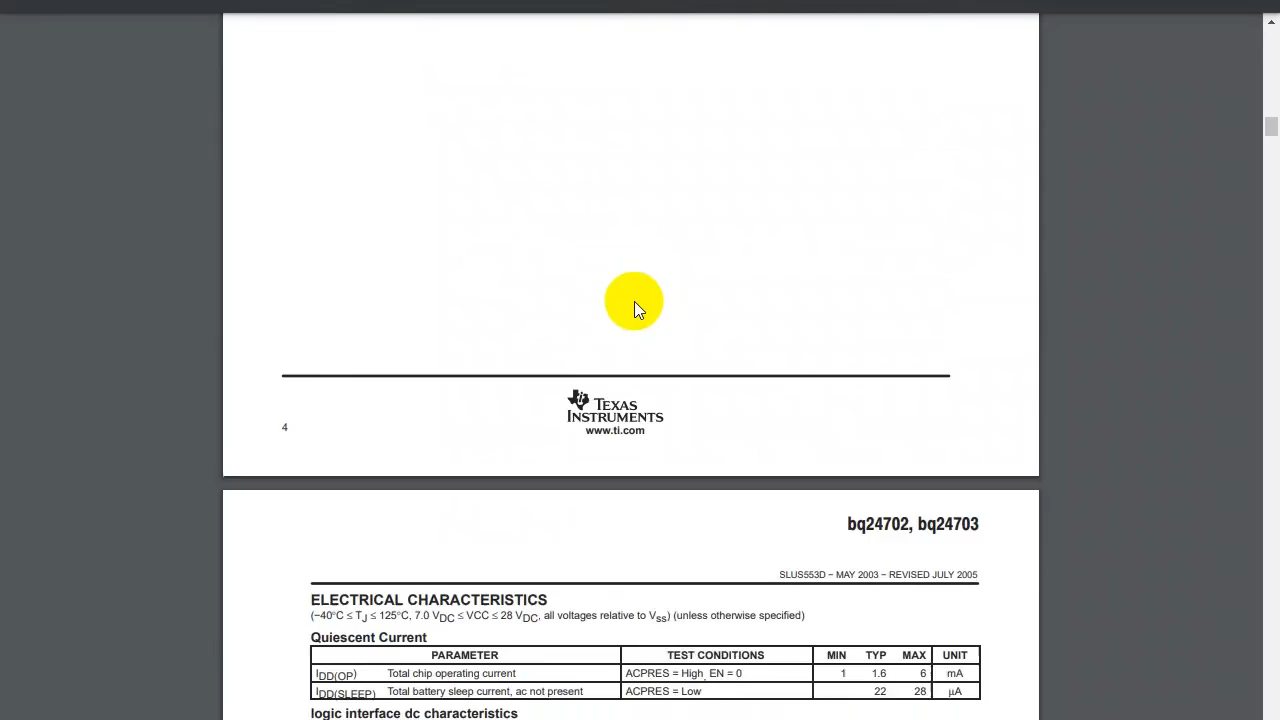 TEXAS
INSTRUMENTS
www.ti.com
4
bq24702, bq24703
SLUS553D − MAY 2003 − REVISED JULY 2005
ELECTRICAL CHARACTERISTICS
(−40°C ≤ TJ ≤ 125°C, 7.0 VDC ≤ VCC ≤ 28 VDC, all voltages relative to Vss) (unless otherwise specified)
Quiescent Current
PARAMETER TEST CONDITIONS MIN TYP MAX UNIT
IDD(OP) Total chip operating current ACPRES = High, EN = 0 1 1.6 6 mA
IDD(SLEEP) Total battery sleep current, ac not present ACPRES = Low 22 28 µA
logic interface dc characteristics